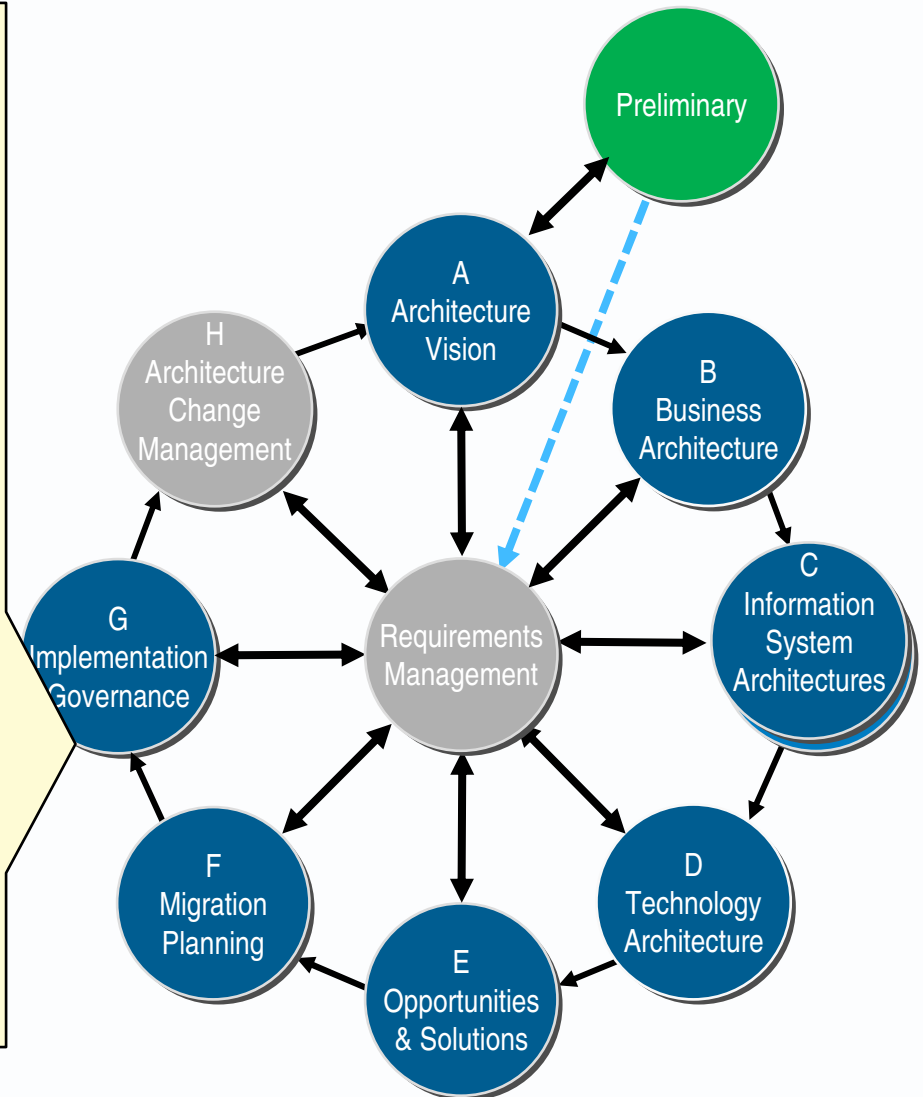 Preliminary
A
Architecture
Vision
H
Architecture
Change
Management
B
Business
Architecture
C
Information
System
Architectures
G
Implementation
Governance
Requirements
Management
F
Migration
Planning
D
Technology
Architecture
E
Opportunities
& Solutions